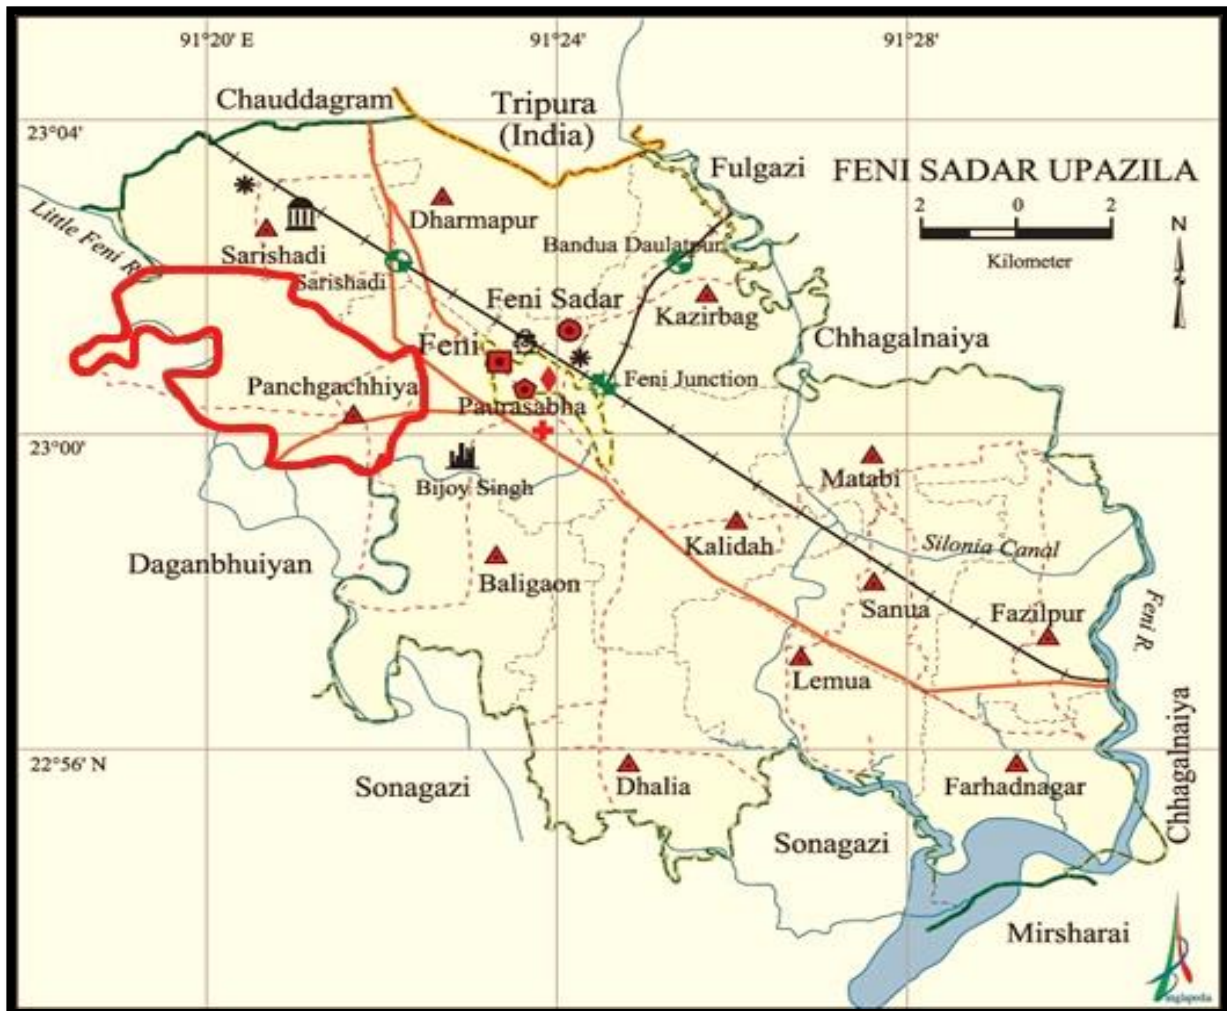 91°20' E
91°24'
91°28'
Chauddagram
Tripura
(India)
23°04'
Fulgazi
FENI SADAR UPAZILA
2 0 2
Kilometer
N
Little Feni R.
Dharmapur
Sarishadi
Sarishadi
Bandua Daulatpur
Feni Sadar
Kazirbag
Chhagalnaiya
Feni
Feni Junction
Panchgachhiya
Paurasabha
23°00'
Bijoy Singh
Matabi
Daganbhuiyan
Baligaon
Kalidah
Silonia Canal
Sanua
Fazilpur
Feni R.
Lemua
Chhagalnaiya
22°56' N
Sonagazi
Dhalia
Farhadnagar
Sonagazi
Mirsharai
anglapedia